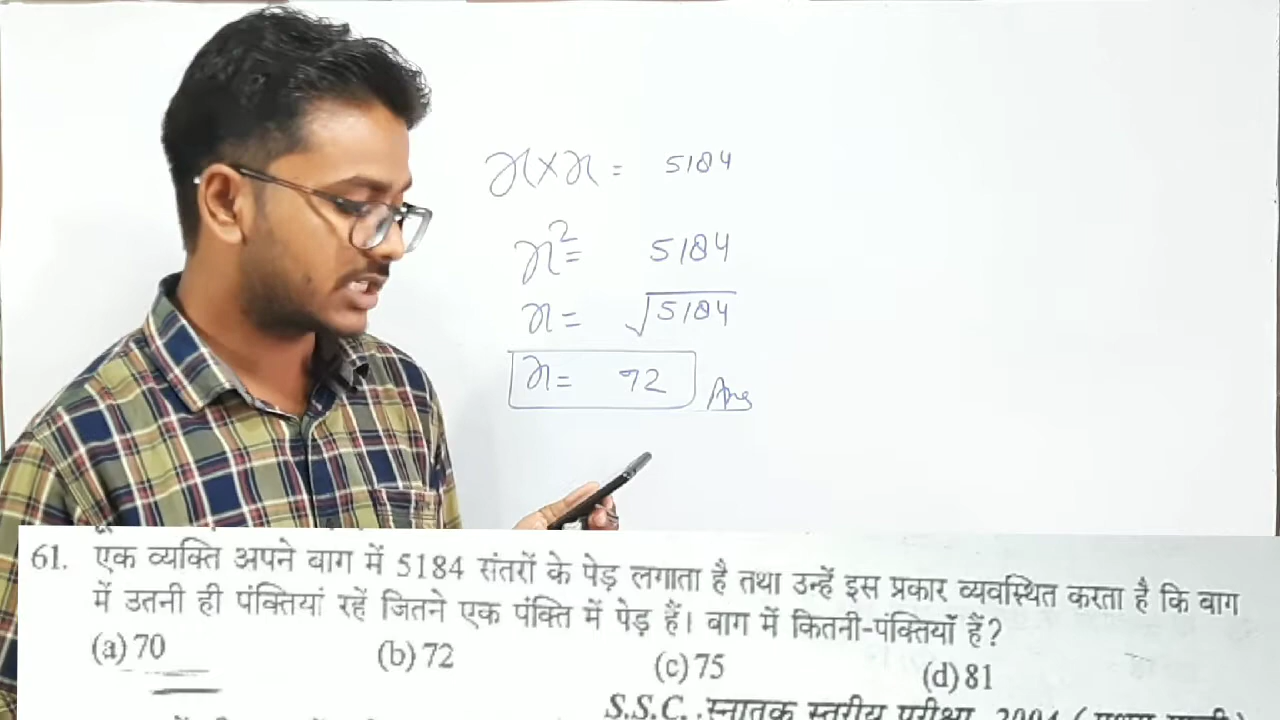 x × x = 5184
x² = 5184
x = √5184
x = 72 Ans
61. एक व्यक्ति अपने बाग में 5184 संतरों के पेड़ लगाता है तथा उन्हें इस प्रकार व्यवस्थित करता है कि बाग
में उतनी ही पंक्तियां रहें जितने एक पंक्ति में पेड़ हैं। बाग में कितनी-पंक्तियाँ हैं?
(a) 70 (b) 72 (c) 75 (d) 81
S.S.C. स्नातक स्तरीय परीक्षा, 2004